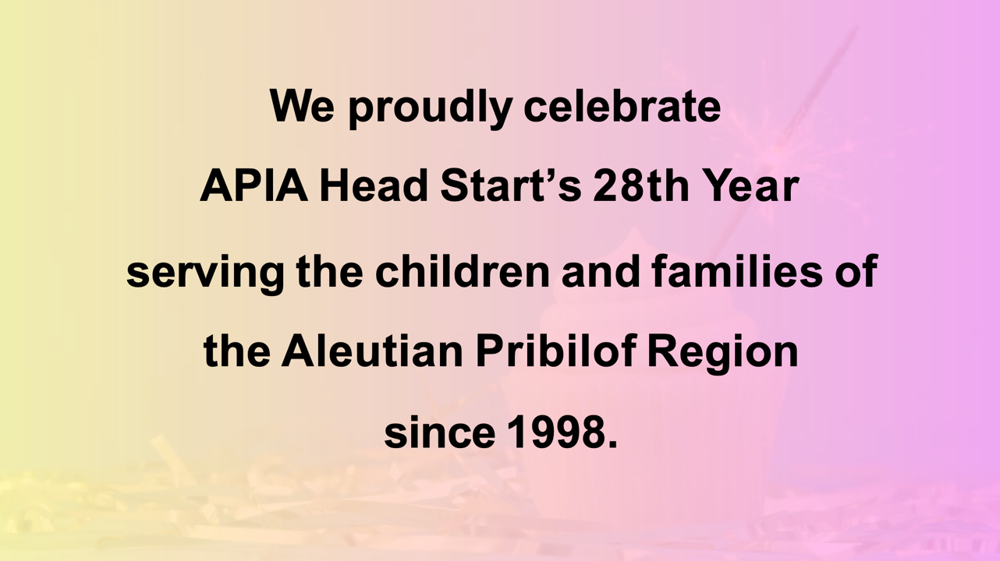 We proudly celebrate
APIA Head Start’s 28th Year
serving the children and families of
the Aleutian Pribilof Region
since 1998.